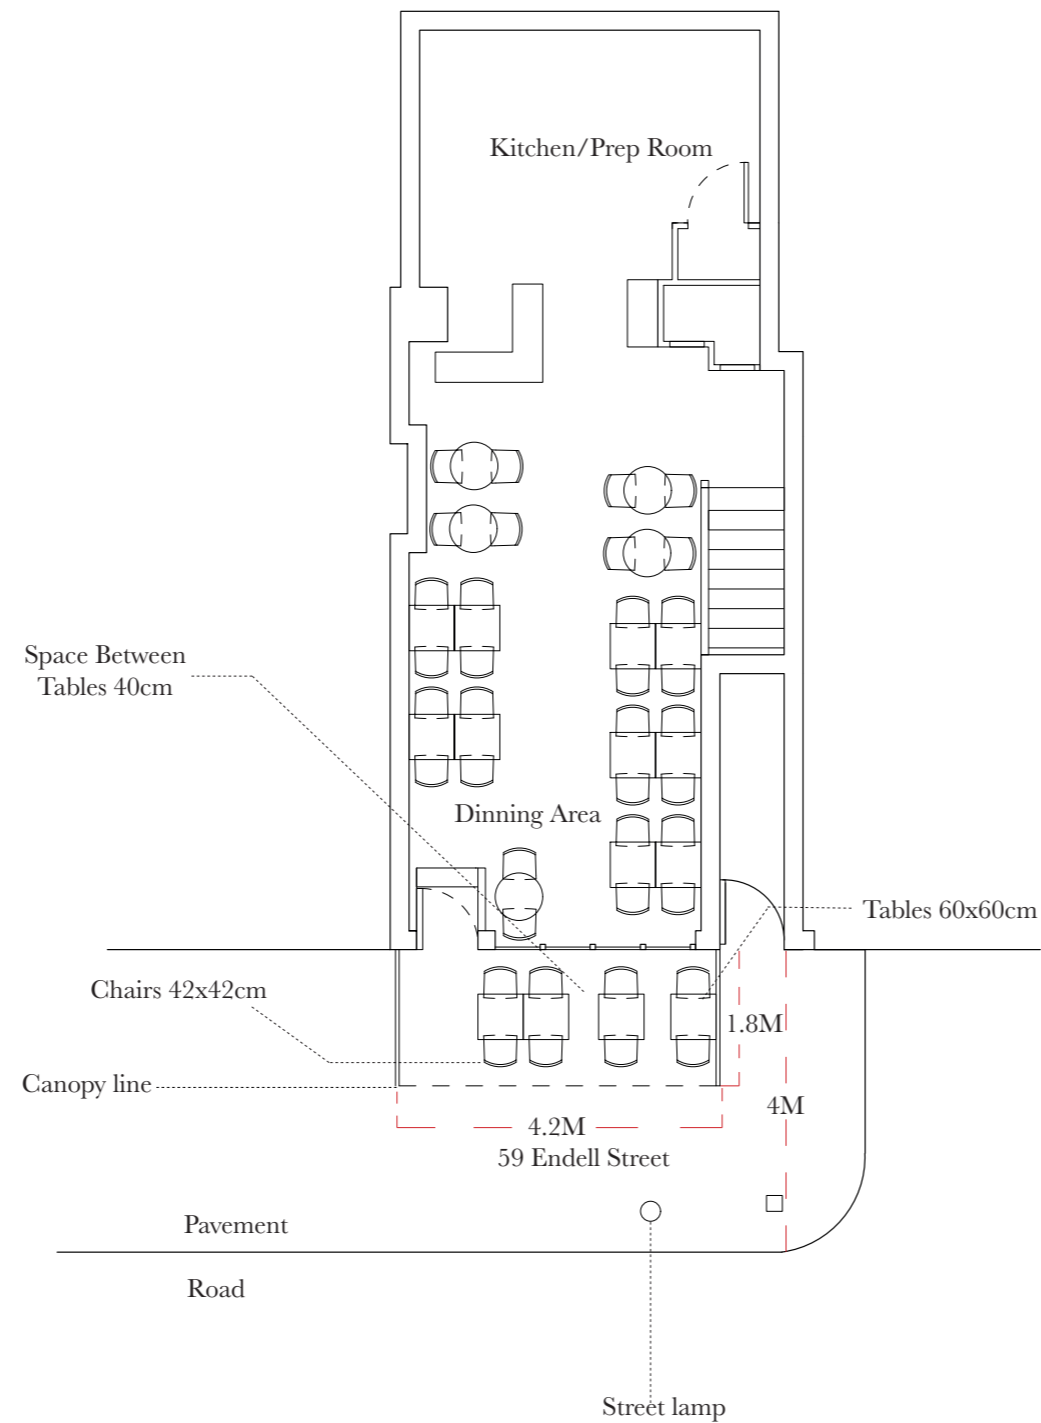 Kitchen/Prep Room
Space Between
Tables 40cm
Dinning Area
Tables 60x60cm
Chairs 42x42cm
1.8M
Canopy line
4M
4.2M
59 Endell Street
Pavement
Road
Street lamp